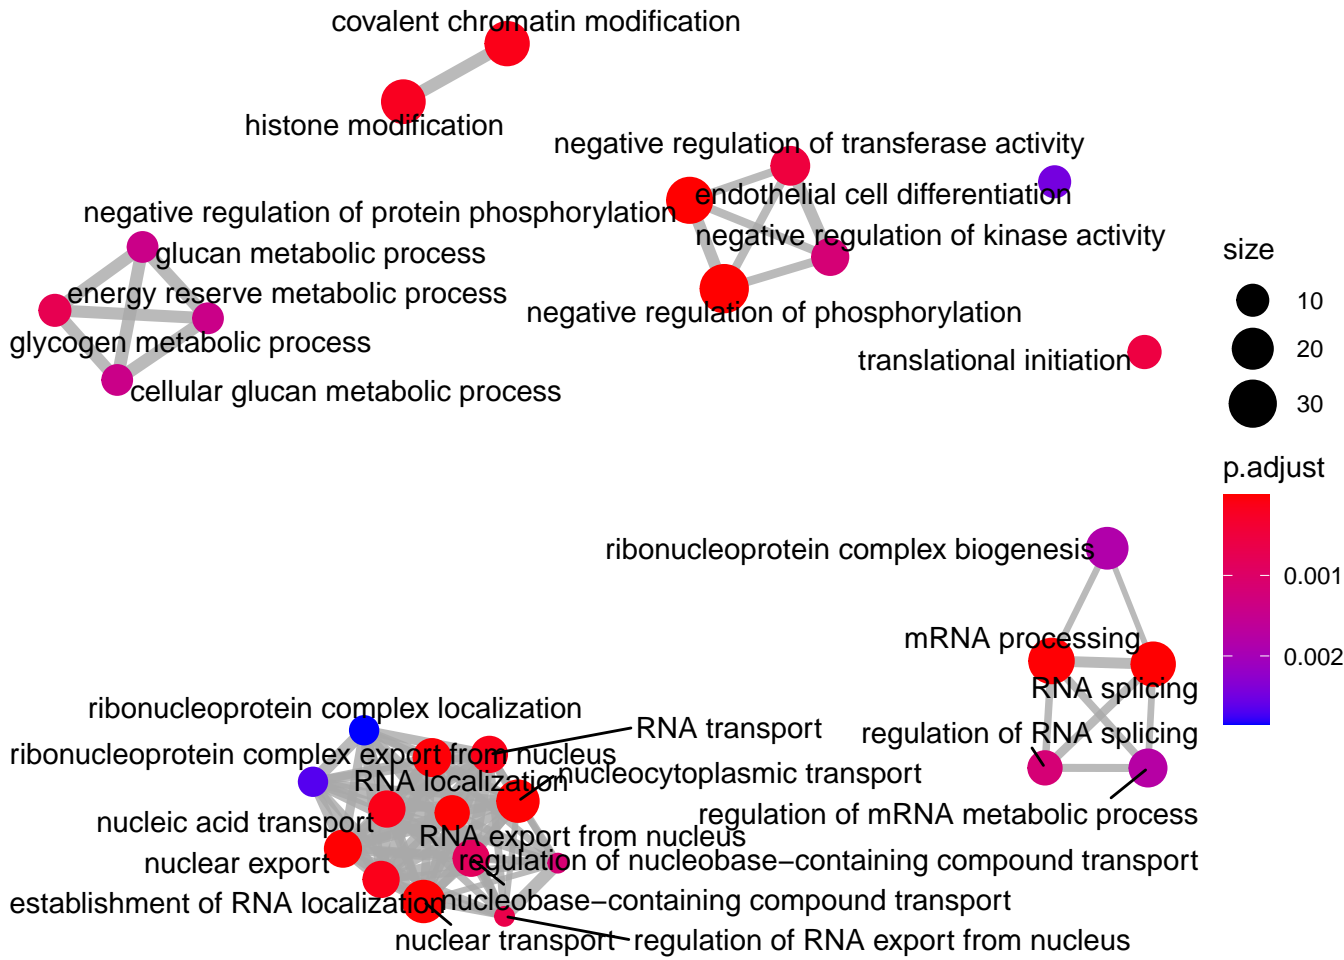 covalent chromatin modification
histone modification
negative regulation of transferase activity
endothelial cell differentiation
negative regulation of protein phosphorylation
negative regulation of kinase activity
glucan metabolic process
energy reserve metabolic process
negative regulation of phosphorylation
glycogen metabolic process
translational initiation
cellular glucan metabolic process
size
10
20
30
p.adjust
0.001
0.002
ribonucleoprotein complex biogenesis
mRNA processing
RNA splicing
regulation of RNA splicing
regulation of mRNA metabolic process
ribonucleoprotein complex localization
RNA transport
ribonucleoprotein complex export from nucleus
RNA localization
nucleocytoplasmic transport
nucleic acid transport
RNA export from nucleus
nuclear export
regulation of nucleobase−containing compound transport
establishment of RNA localization
nucleobase−containing compound transport
nuclear transport
regulation of RNA export from nucleus